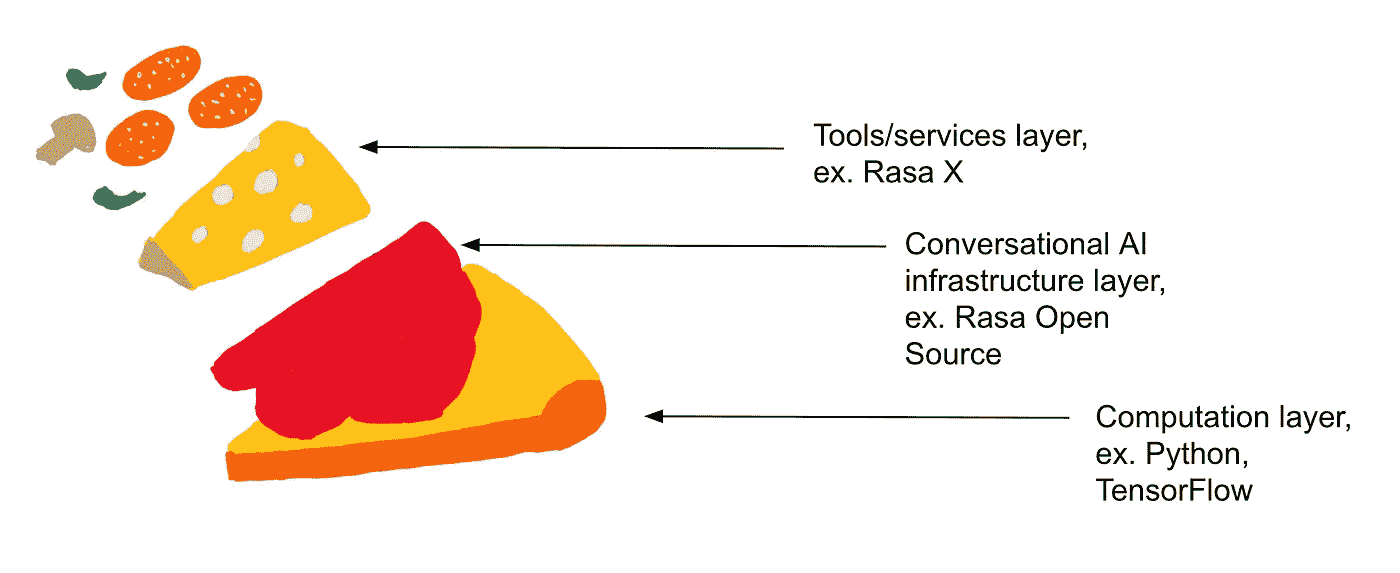 Tools/services layer,
ex. Rasa X
Conversational AI
infrastructure layer,
ex. Rasa Open
Source
Computation layer,
ex. Python,
TensorFlow